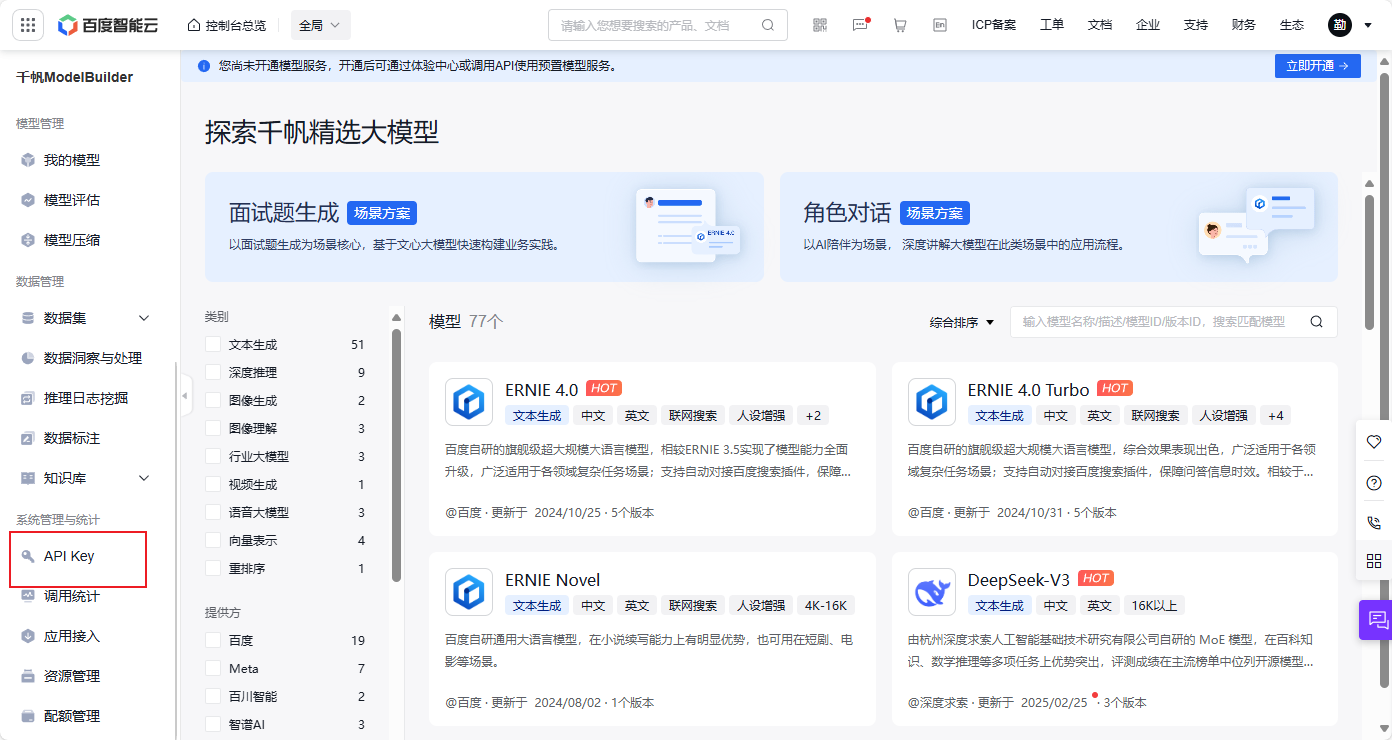 百度智能云
控制台总览
全局
请输入您想要搜索的产品、文档
En
ICP备案
工单
文档
企业
支持
财务
生态
勤
千帆ModelBuilder
模型管理
我的模型
模型评估
模型压缩
数据管理
数据集
数据洞察与处理
推理日志挖掘
数据标注
知识库
系统管理与统计
API Key
调用统计
应用接入
资源管理
配额管理
您尚未开通模型服务，开通后可通过体验中心或调用API使用预置模型服务。
立即开通
探索千帆精选大模型
面试题生成 场景方案
以面试题生成为场景核心，基于文心大模型快速构建业务实践。
ERNIE 4.0
角色对话 场景方案
以AI陪伴为场景， 深度讲解大模型在此类场景中的应用流程。
类别
文本生成 51
深度推理 9
图像生成 2
图像理解 3
行业大模型 3
视频生成 1
语音大模型 3
向量表示 4
重排序 1
提供方
百度 19
Meta 7
百川智能 2
智谱AI 3
模型 77个
综合排序
输入模型名称/描述/模型ID/版本ID，搜索匹配模型
ERNIE 4.0 HOT
文本生成 中文 英文 联网搜索 人设增强 +2
百度自研的旗舰级超大规模大语言模型，相较ERNIE 3.5实现了模型能力全面
升级，广泛适用于各领域复杂任务场景；支持自动对接百度搜索插件，保障...
@百度 · 更新于 2024/10/25 · 5个版本
ERNIE 4.0 Turbo HOT
文本生成 中文 英文 联网搜索 人设增强 +4
百度自研的旗舰级超大规模大语言模型，综合效果表现出色，广泛适用于各领
域复杂任务场景；支持自动对接百度搜索插件，保障问答信息时效。相较于...
@百度 · 更新于 2024/10/31 · 5个版本
ERNIE Novel
文本生成 中文 英文 联网搜索 人设增强 4K-16K
百度自研通用大语言模型，在小说续写能力上有明显优势，也可用在短剧、电
影等场景。
@百度 · 更新于 2024/08/02 · 1个版本
DeepSeek-V3 HOT
文本生成 中文 英文 16K以上
由杭州深度求索人工智能基础技术研究有限公司自研的 MoE 模型，在百科知
识、数学推理等多项任务上优势突出，评测成绩在主流榜单中位列开源模型...
@深度求索 · 更新于 2025/02/25 · 3个版本